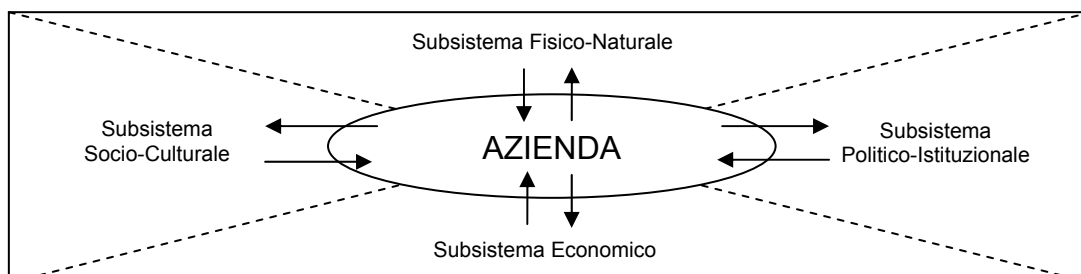 Subsistema Fisico-Naturale
Subsistema
Socio-Culturale
AZIENDA
Subsistema
Politico-Istituzionale
Subsistema Economico